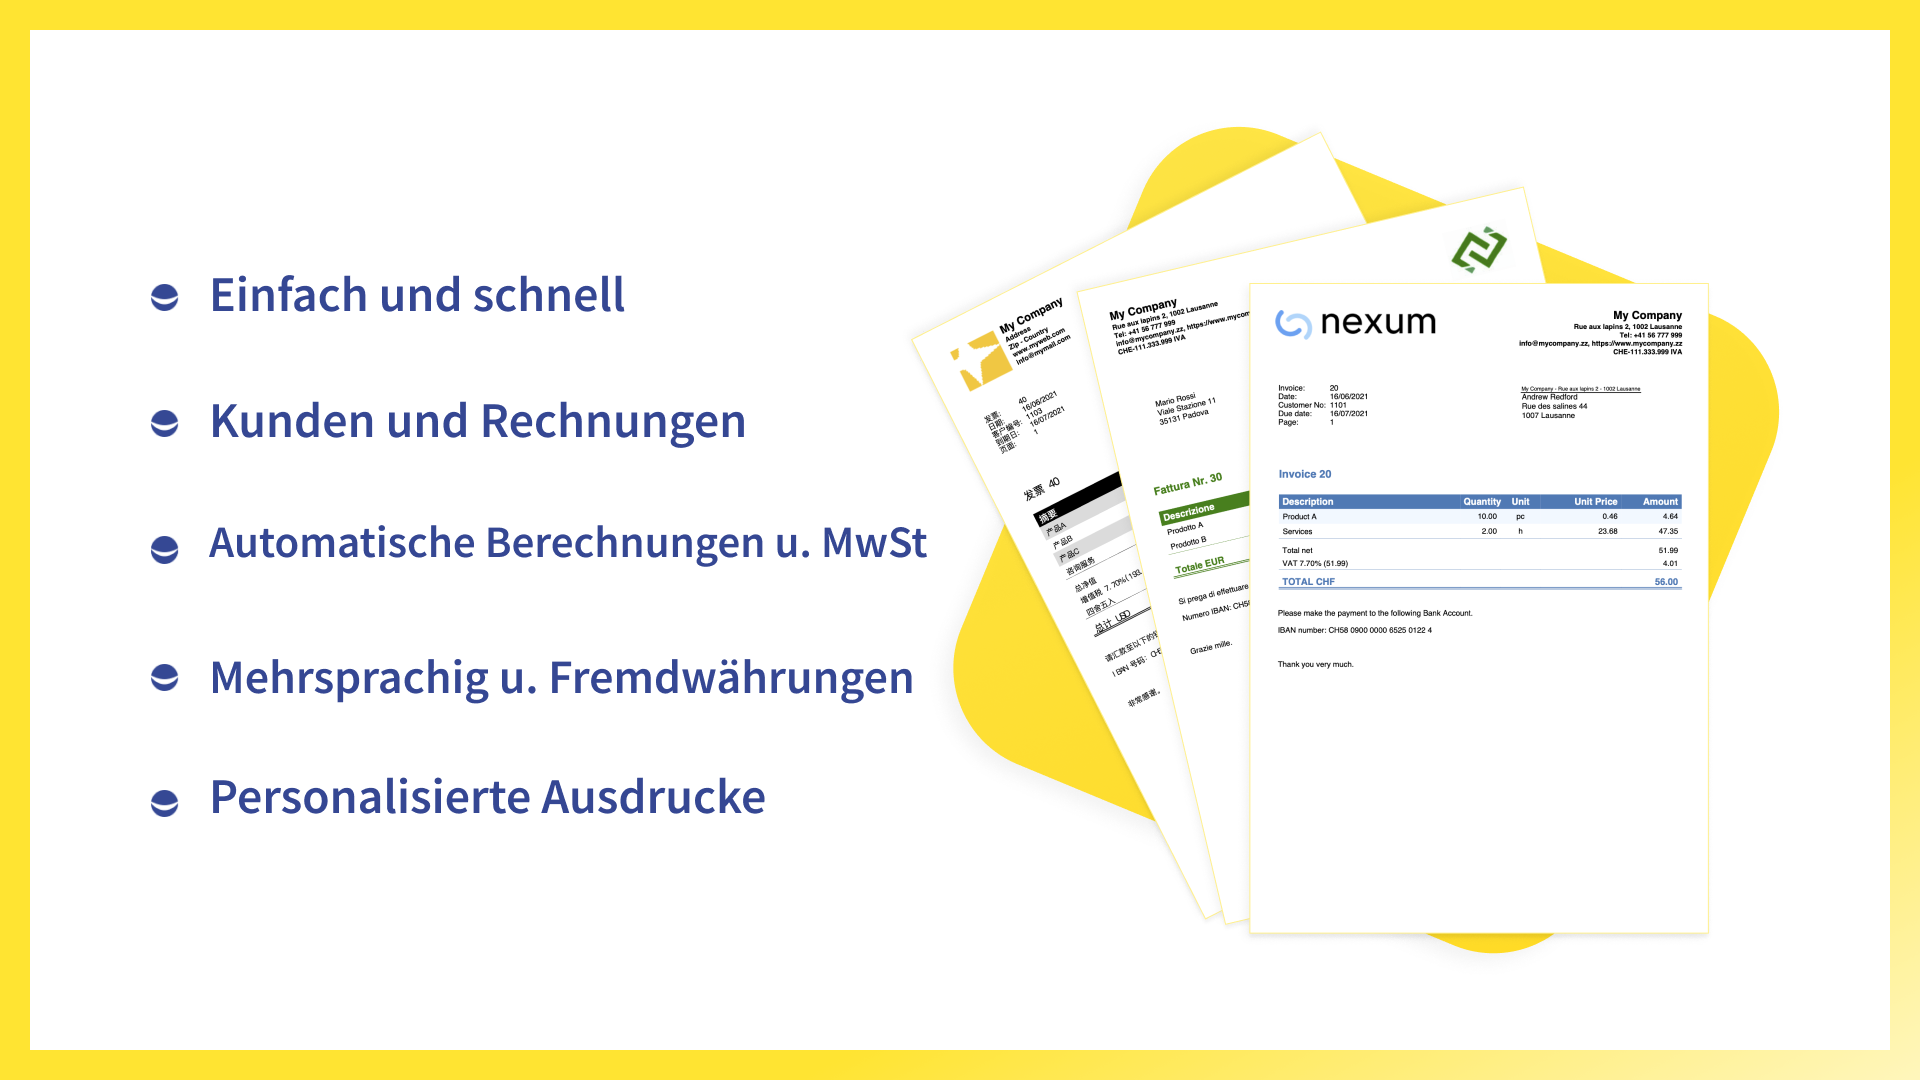 Einfach und schnell
Kunden und Rechnungen
Automatische Berechnungen u. MwSt
Mehrsprachig u. Fremdwährungen
Personalisierte Ausdrucke
My Company
Address
Zip - Country
www.myweb.com
info@mymail.com
发票: 40
日期: 16/06/2021
客户编号: 1103
到期日: 16/07/2021
页面: 1
发票 40
摘要
产品A
产品B
产品C
咨询服务
总净值
增值税 7.70%(193.
四舍五入
总计 USD
请汇款至以下的
IBAN 号码: CH5
非常感谢。
My Company
Rue aux lapins 2, 1002 Lausanne
Tel: +41 56 777 999
info@mycompany.zz, https://www.mycom
CHE-111.333.999 IVA
Mario Rossi
Viale Stazione 11
35131 Padova
Fattura Nr. 30
Descrizione
Prodotto A
Prodotto B
Totale EUR
Si prega di effettuare
Numero IBAN: CH58
Grazie mille.
nexum
My Company
Rue aux lapins 2, 1002 Lausanne
Tel: +41 56 777 999
info@mycompany.zz, https://www.mycompany.zz
CHE-111.333.999 IVA
Invoice: 20
Date: 16/06/2021
Customer No: 1101
Due date: 16/07/2021
Page: 1
My Company - Rue aux lapins 2 - 1002 Lausanne
Andrew Redford
Rue des salines 44
1007 Lausanne
Invoice 20
Description Quantity Unit Unit Price Amount
Product A 10.00 pc 0.46 4.64
Services 2.00 h 23.68 47.35
Total net 51.99
VAT 7.70% (51.99) 4.01
TOTAL CHF 56.00
Please make the payment to the following Bank Account.
IBAN number: CH58 0900 0000 6525 0122 4
Thank you very much.